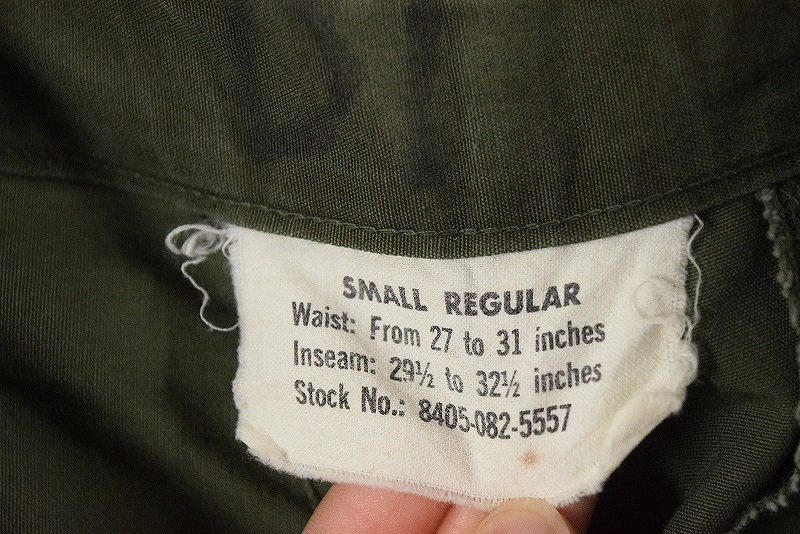 SMALL REGULAR
Waist: From 27 to 31 inches
Inseam: 29½ to 32½ inches
Stock No.: 8405-082-5557